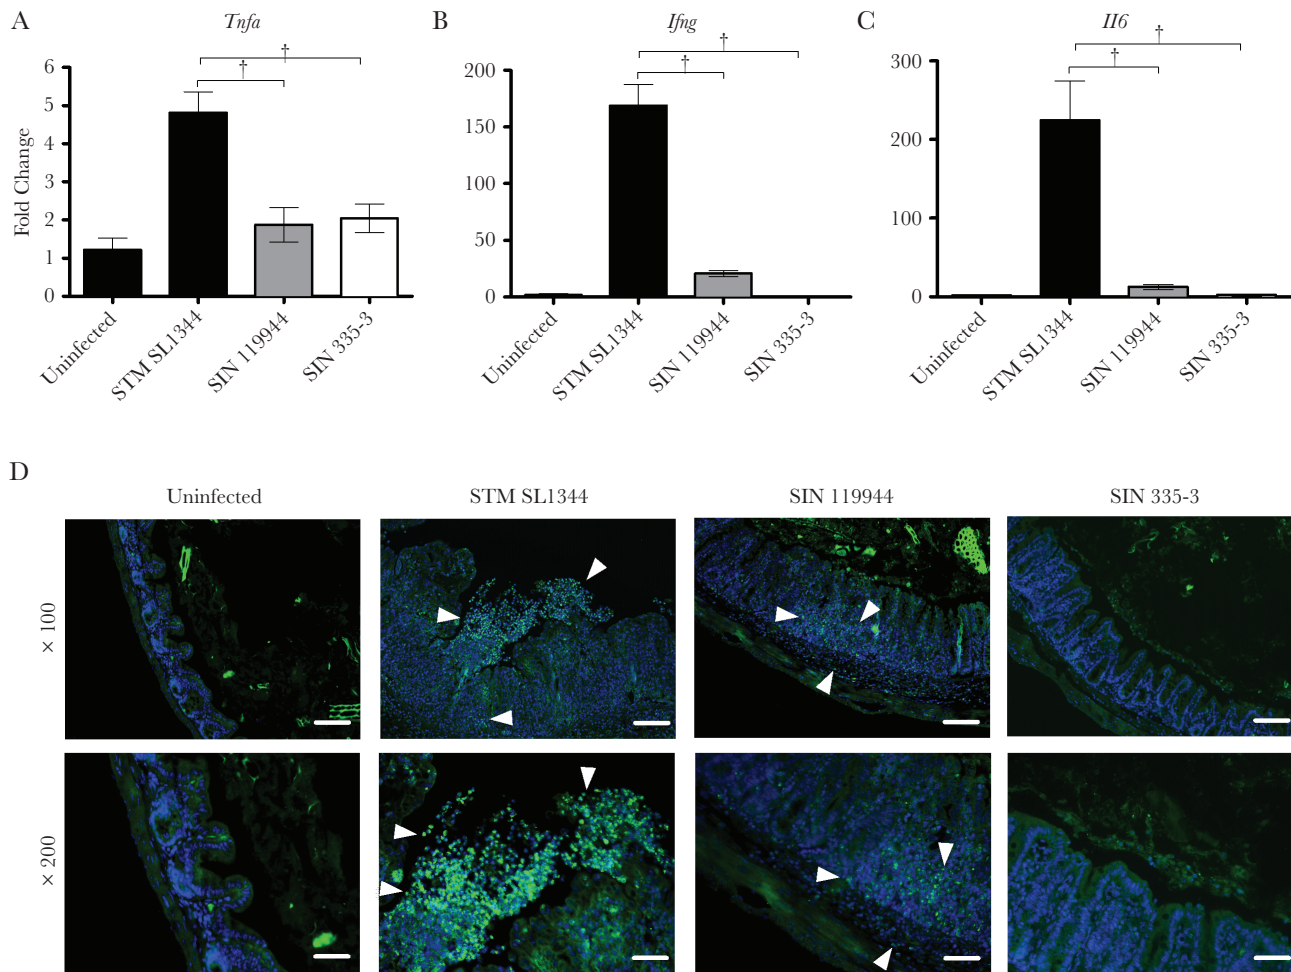 A
Tnfa
†
†
6
5
4
3
2
1
0
Fold Change
Uninfected
STM SL1344
SIN 119944
SIN 335-3
B
Ifng
†
†
200
150
100
50
0
Uninfected
STM SL1344
SIN 119944
SIN 335-3
C
Il6
†
†
300
200
100
0
Uninfected
STM SL1344
SIN 119944
SIN 335-3
D
Uninfected
STM SL1344
SIN 119944
SIN 335-3
× 100
× 200